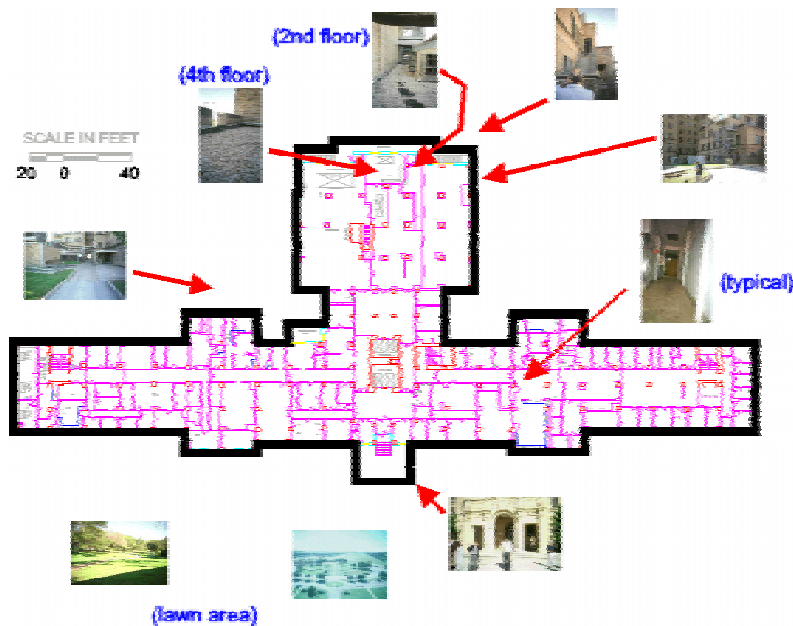 (2nd floor)
(4th floor)
SCALE IN FEET
20 0 40
(typical)
(lawn area)